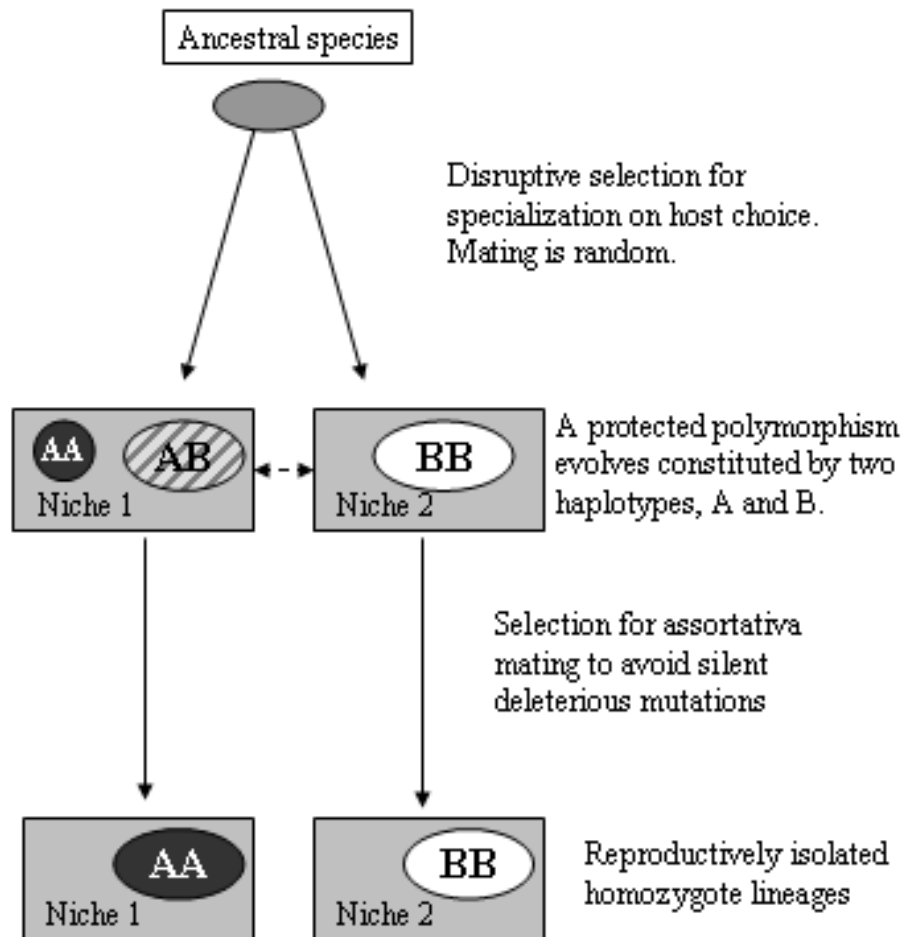 Ancestral species
Disruptive selection for
specialization on host choice.
Mating is random.
AA
AB
Niche 1
BB
Niche 2
A protected polymorphism
evolves constituted by two
haplotypes, A and B.
Selection for assortativa
mating to avoid silent
deleterious mutations
AA
Niche 1
BB
Niche 2
Reproductively isolated
homozygote lineages